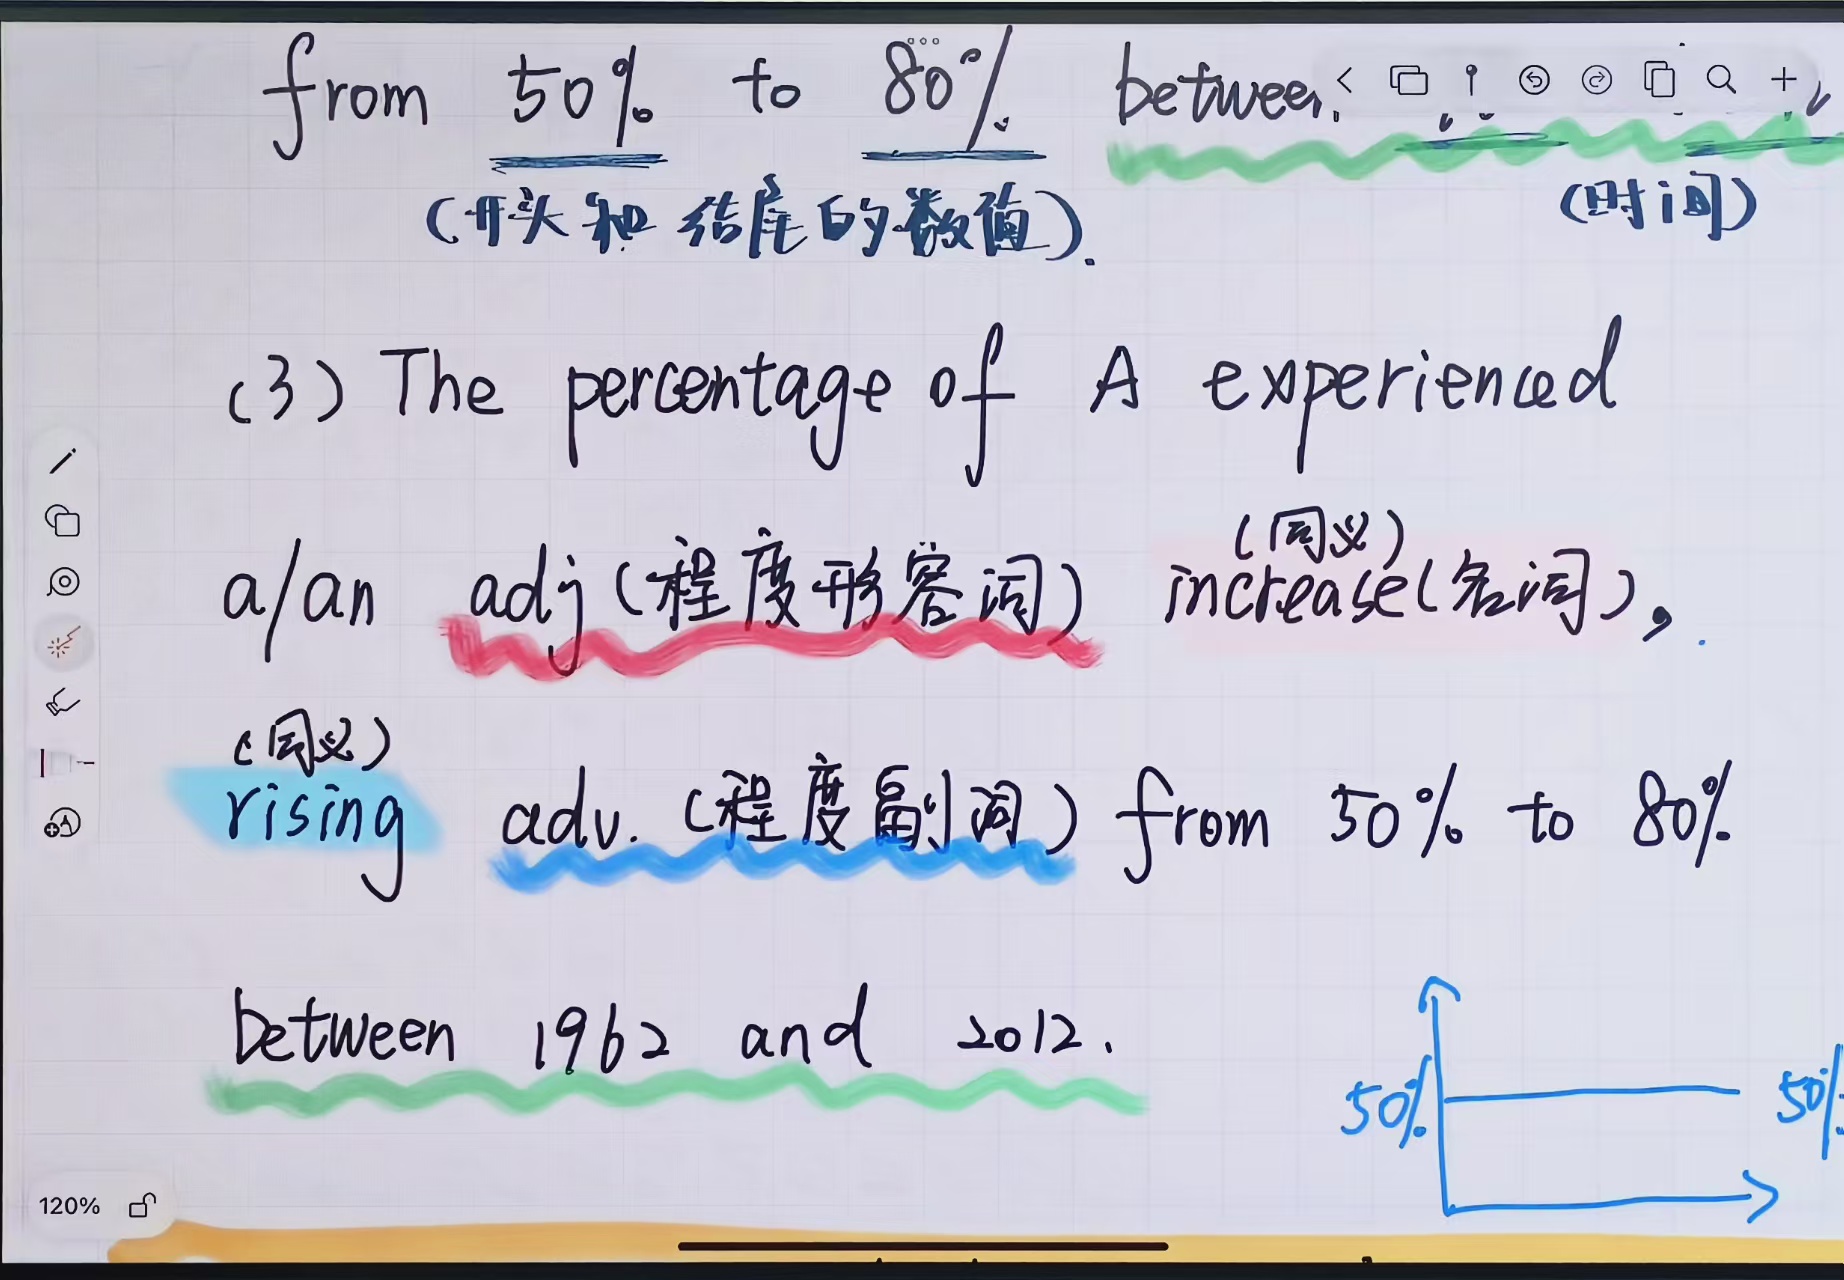 from 50% to 80% between
(开头和结尾的数值). (时间)
(3) The percentage of A experienced
(同义)
a/an adj(程度形容词) increase(名词),
(同义)
rising adv. (程度副词) from 50% to 80%
between 1962 and 2012.
50% 50%
120%